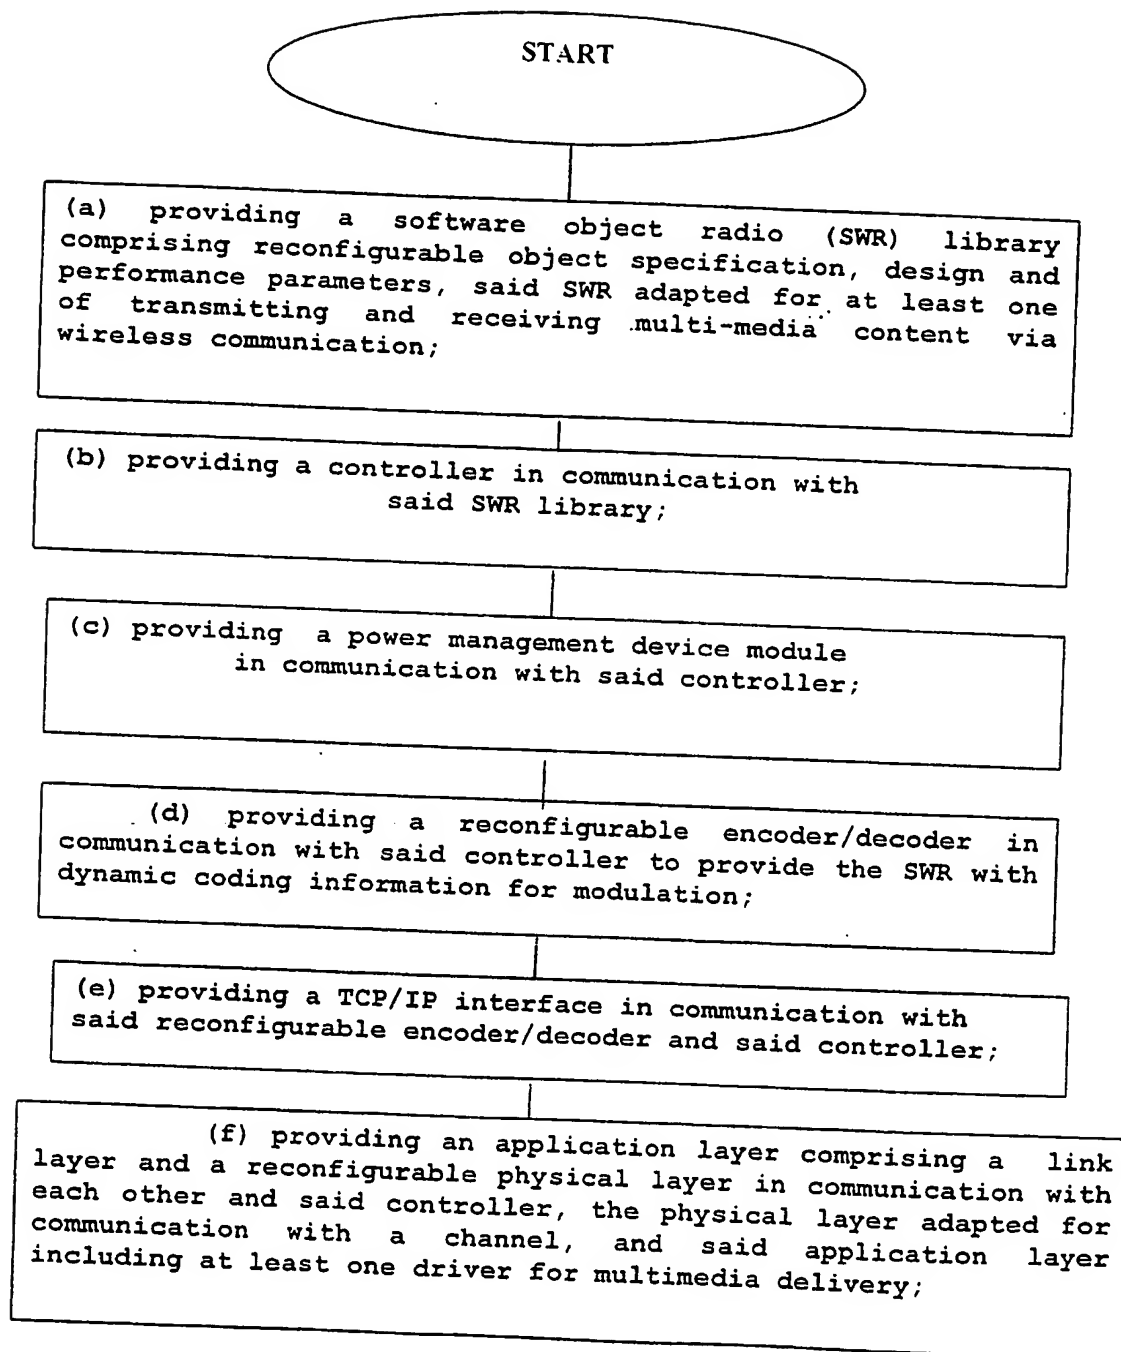 START
(a) providing a software object radio (SWR) library
comprising reconfigurable object specification, design and
performance parameters, said SWR adapted for at least one
of transmitting and receiving multi-media content via
wireless communication;
(b) providing a controller in communication with
said SWR library;
(c) providing a power management device module
in communication with said controller;
(d) providing a reconfigurable encoder/decoder in
communication with said controller to provide the SWR with
dynamic coding information for modulation;
(e) providing a TCP/IP interface in communication with
said reconfigurable encoder/decoder and said controller;
(f) providing an application layer comprising a link
layer and a reconfigurable physical layer in communication with
each other and said controller, the physical layer adapted for
communication with a channel, and said application layer
including at least one driver for multimedia delivery;